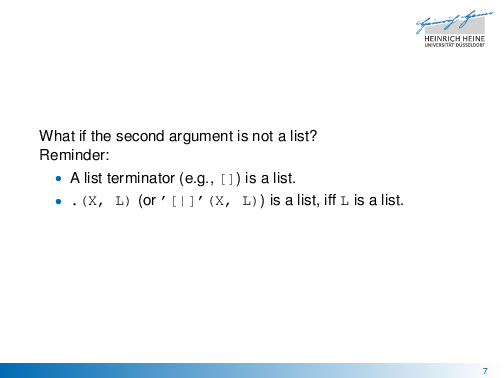 HEINRICH HEINE
UNIVERSITÄT DÜSSELDORF
What if the second argument is not a list?
Reminder:
• A list terminator (e.g., []) is a list.
• .(X, L) (or '[|]'(X, L)) is a list, iff L is a list.
7